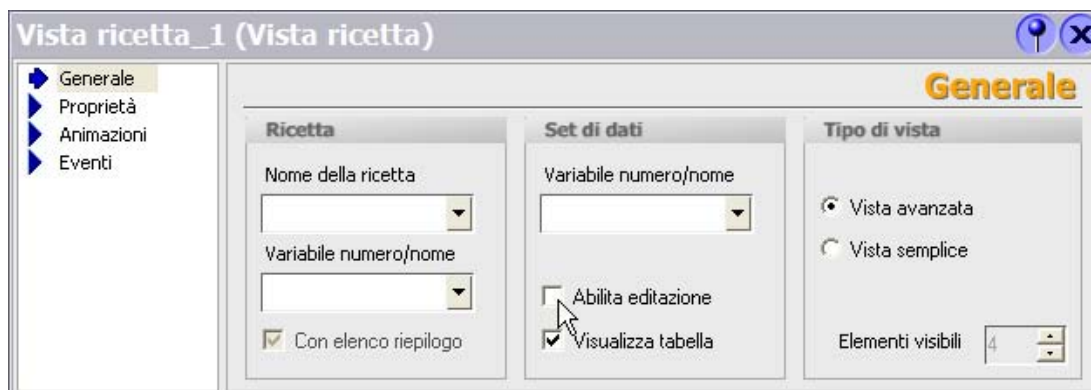 Vista ricetta_1 (Vista ricetta)
Generale
Proprietà
Animazioni
Eventi
Generale
Ricetta
Nome della ricetta
Variabile numero/nome
Con elenco riepilogo
Set di dati
Variabile numero/nome
Abilita editazione
Visualizza tabella
Tipo di vista
Vista avanzata
Vista semplice
Elementi visibili 4